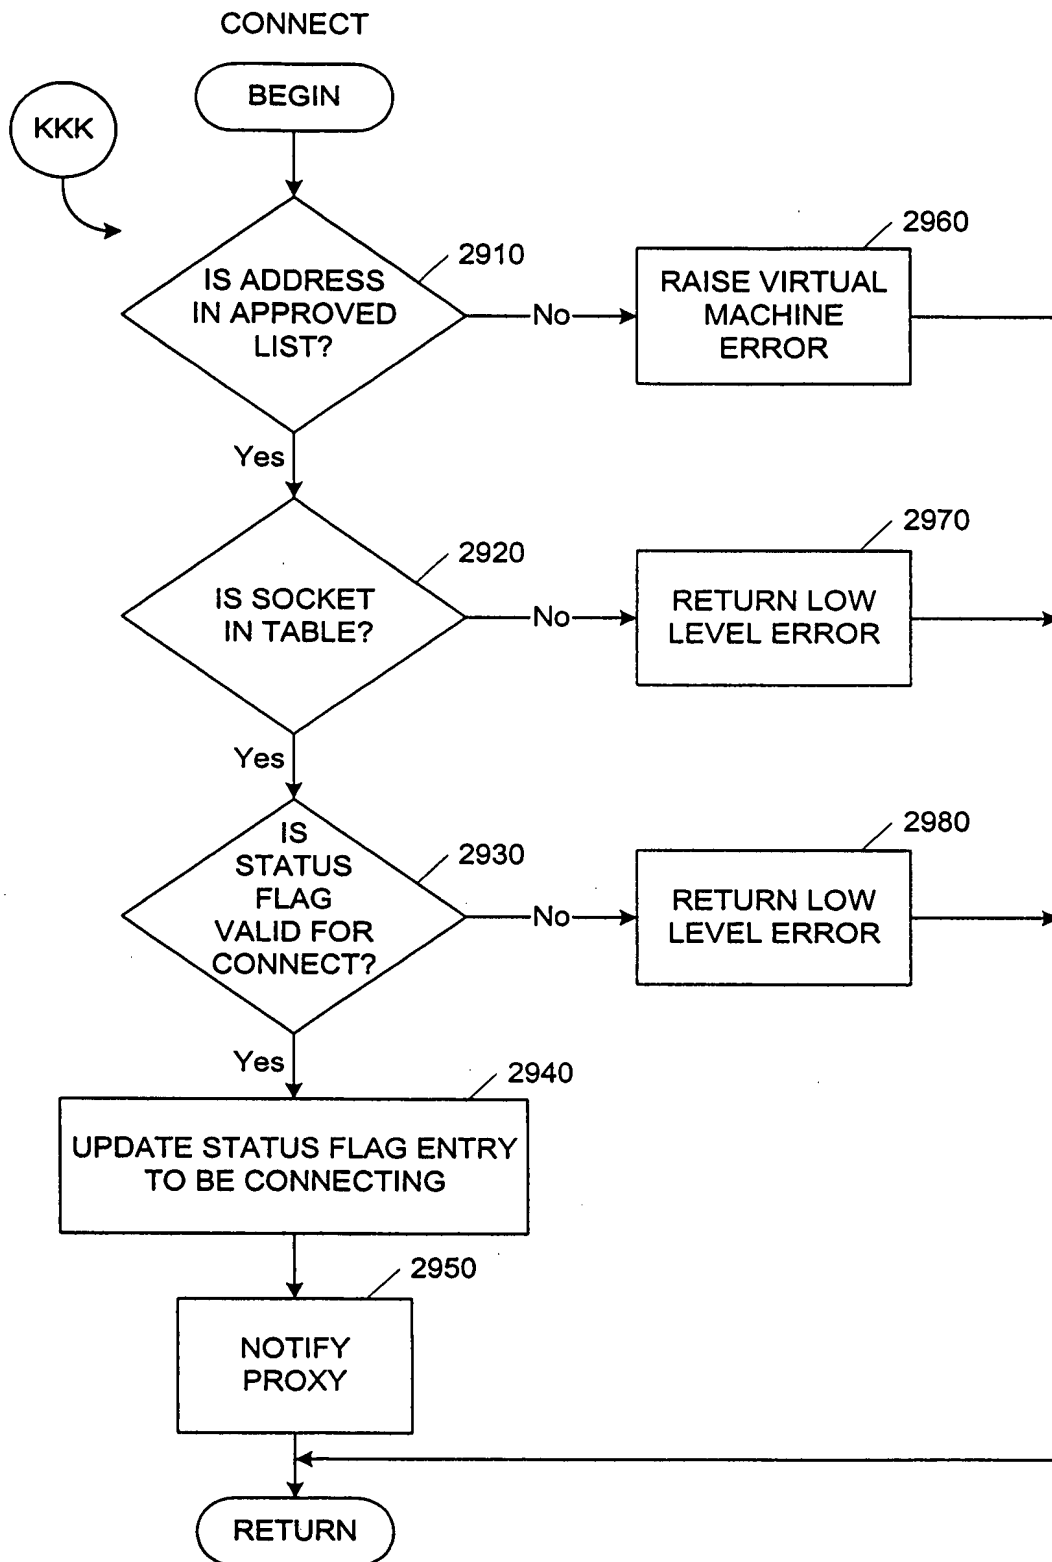 CONNECT
BEGIN
KKK
2910
IS ADDRESS
IN APPROVED
LIST?
No
2960
RAISE VIRTUAL
MACHINE
ERROR
Yes
2920
IS SOCKET
IN TABLE?
No
2970
RETURN LOW
LEVEL ERROR
Yes
2930
IS
STATUS
FLAG
VALID FOR
CONNECT?
No
2980
RETURN LOW
LEVEL ERROR
Yes
2940
UPDATE STATUS FLAG ENTRY
TO BE CONNECTING
2950
NOTIFY
PROXY
RETURN